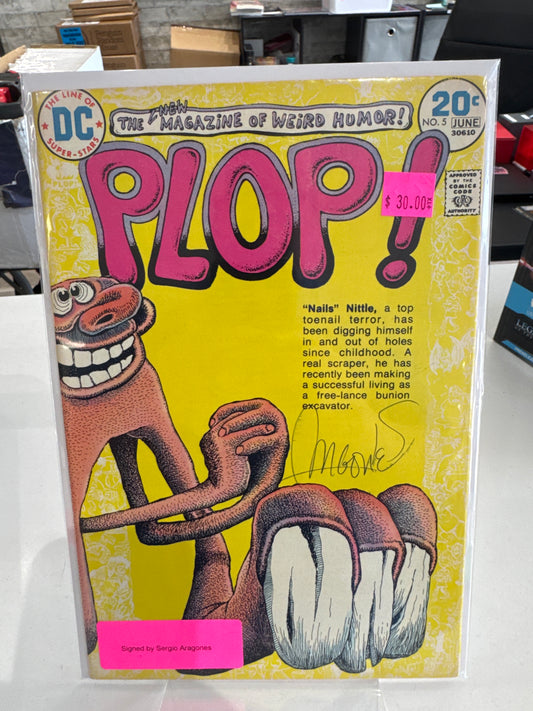 THE LINE OF
DC
SUPER-STARS
THE NEW MAGAZINE OF WEIRD HUMOR!
20¢
NO. 5 JUNE
30610
PLOP!
$ 30.00
APPROVED
BY THE
COMICS
CODE
AUTHORITY
"Nails" Nittle, a top
toenail terror, has
been digging himself
in and out of holes
since childhood. A
real scraper, he has
recently been making
a successful living as
a free-lance bunion
excavator.
Aragones
Signed by Sergio Aragones